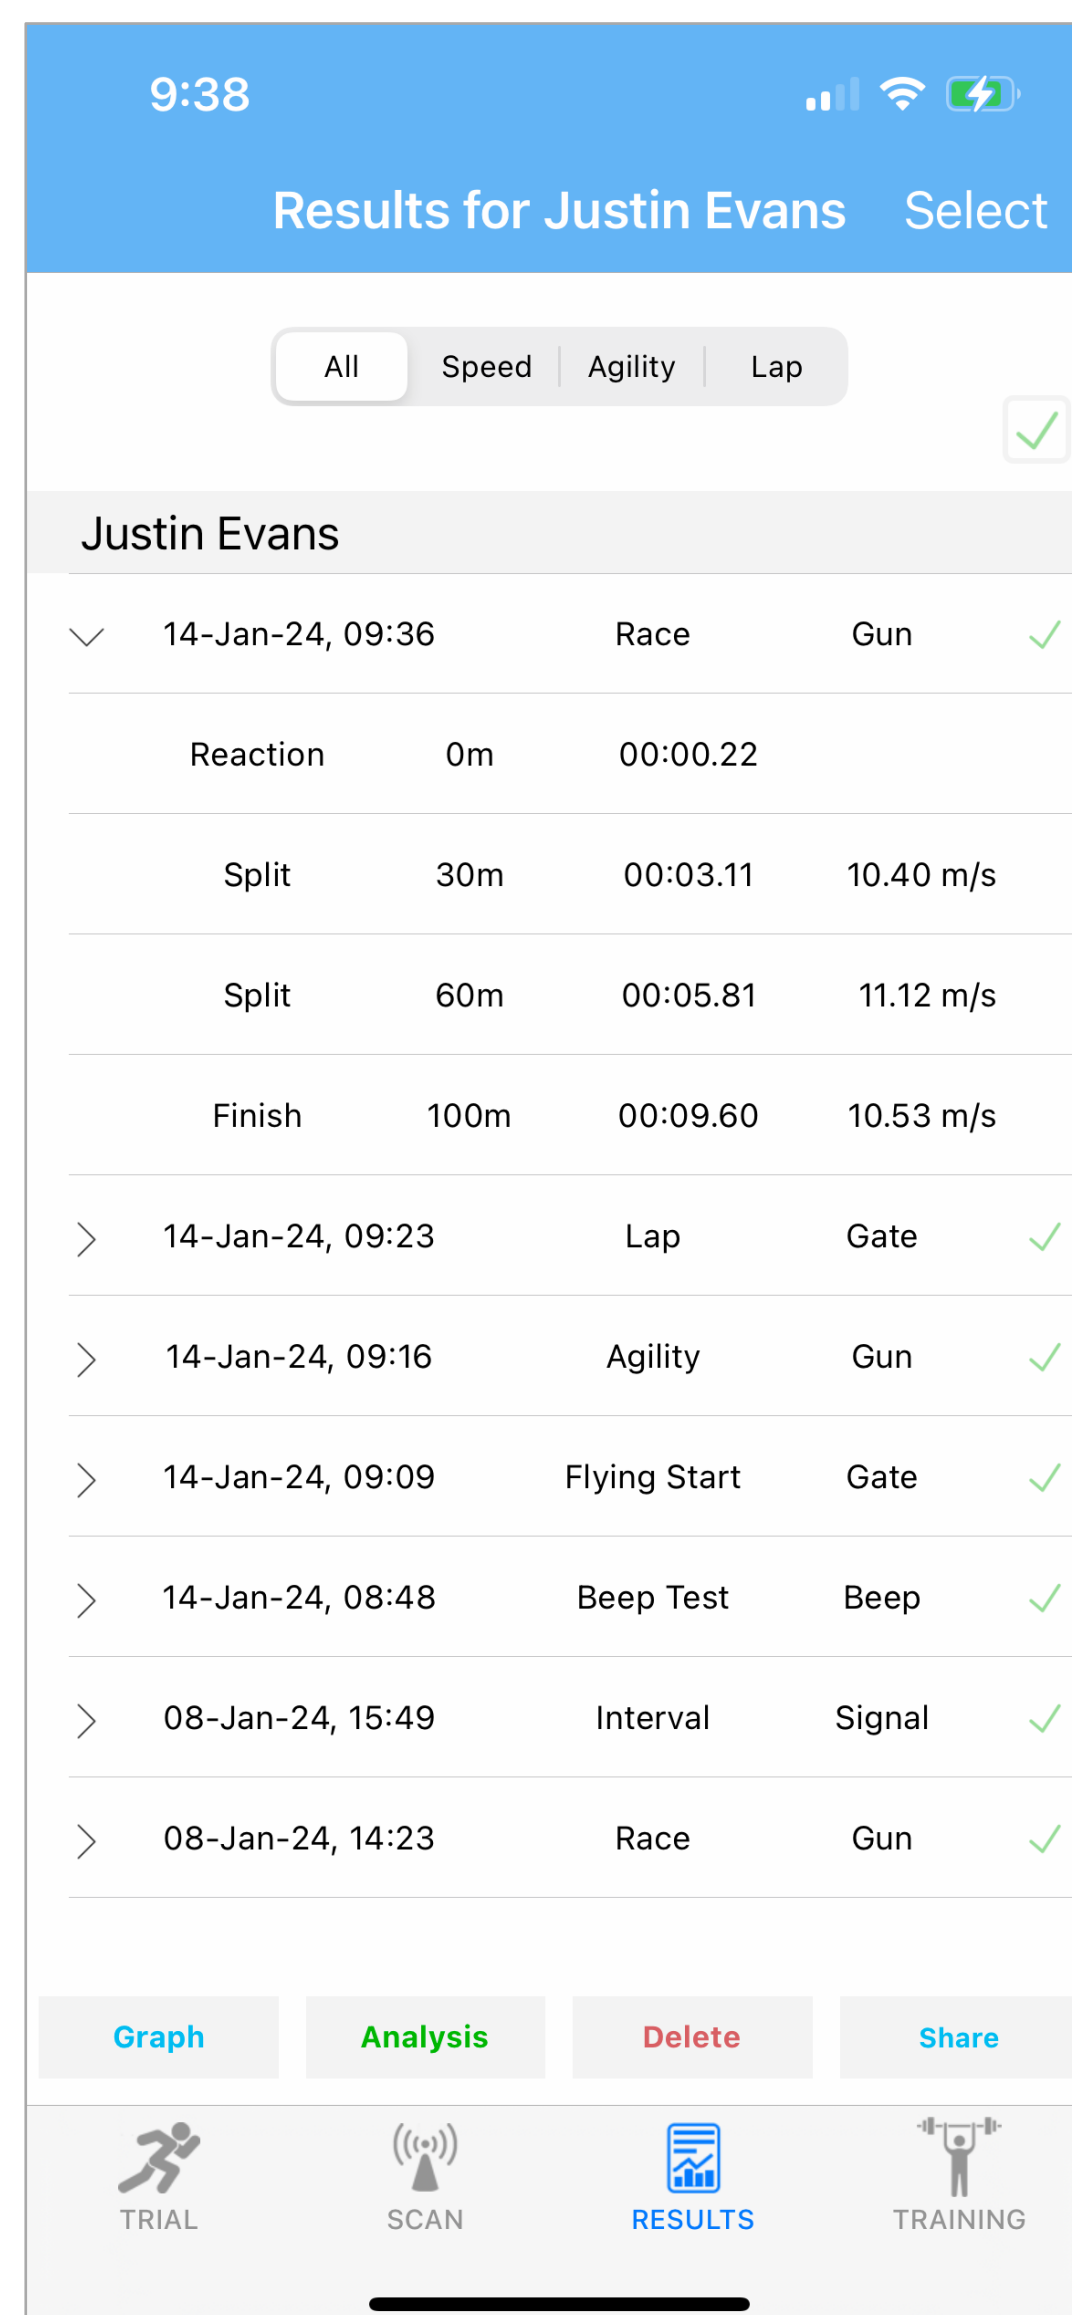 9:38
Results for Justin Evans Select
All Speed Agility Lap
Justin Evans
14-Jan-24, 09:36 Race Gun
Reaction 0m 00:00.22
Split 30m 00:03.11 10.40 m/s
Split 60m 00:05.81 11.12 m/s
Finish 100m 00:09.60 10.53 m/s
14-Jan-24, 09:23 Lap Gate
14-Jan-24, 09:16 Agility Gun
14-Jan-24, 09:09 Flying Start Gate
14-Jan-24, 08:48 Beep Test Beep
08-Jan-24, 15:49 Interval Signal
08-Jan-24, 14:23 Race Gun
Graph Analysis Delete Share
TRIAL SCAN RESULTS TRAINING